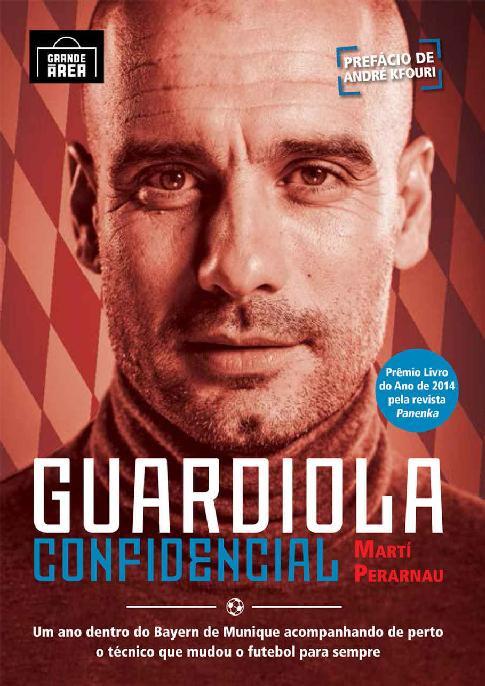 GRANDE
ÁREA
PREFÁCIO DE
ANDRÉ KFOURI
Prêmio Livro
do Ano de 2014
pela revista
Panenka
GUARDIOLA
CONFIDENCIAL
MARTÍ
PERARNAU
Um ano dentro do Bayern de Munique acompanhando de perto
o técnico que mudou o futebol para sempre